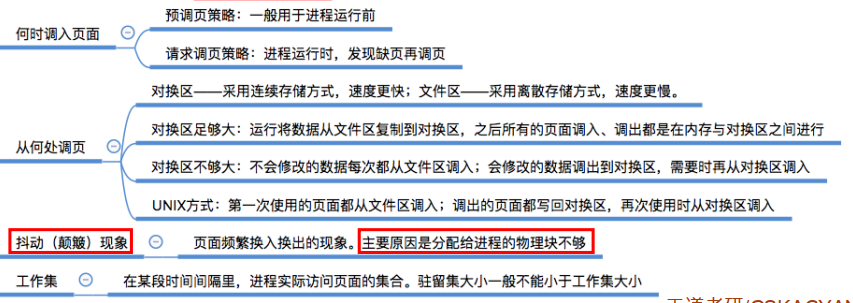 何时调入页面
预调页策略：一般用于进程运行前
请求调页策略：进程运行时，发现缺页再调页
从何处调页
对换区——采用连续存储方式，速度更快；文件区——采用离散存储方式，速度更慢。
对换区足够大：运行将数据从文件区复制到对换区，之后所有的页面调入、调出都是在内存与对换区之间进行
对换区不够大：不会修改的数据每次都从文件区调入；会修改的数据调出到对换区，需要时再从对换区调入
UNIX方式：第一次使用的页面都从文件区调入；调出的页面都写回对换区，再次使用时从对换区调入
抖动（颠簸）现象
页面频繁换入换出的现象。主要原因是分配给进程的物理块不够
工作集
在某段时间间隔里，进程实际访问页面的集合。驻留集大小一般不能小于工作集大小